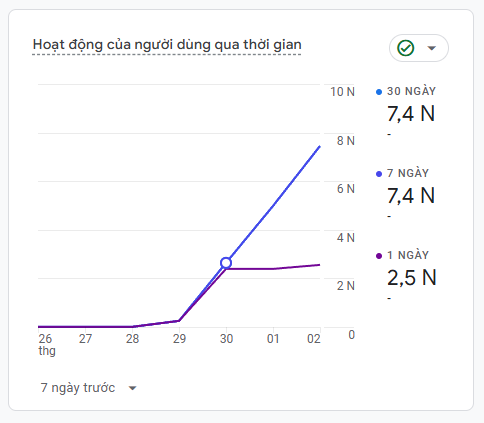 Hoạt động của người dùng qua thời gian
10 N
8 N
6 N
4 N
2 N
0
26
thg
27
28
29
30
01
02
30 NGÀY
7,4 N
-
7 NGÀY
7,4 N
-
1 NGÀY
2,5 N
-
7 ngày trước